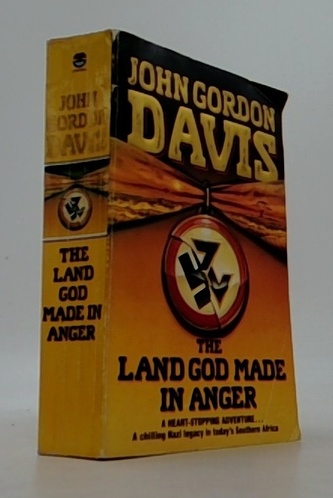 JOHN
GORDON
DAVIS
THE
LAND
GOD
MADE IN
ANGER
JOHN GORDON
DAVIS
THE
LAND GOD MADE
IN ANGER
A HEART-STOPPING ADVENTURE...
A chilling Nazi legacy in today's Southern Africa